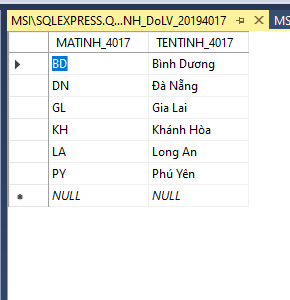 MSI\SQLEXPRESS.Q...NH_DoLV_20194017 MS
MATINH_4017 TENTINH_4017
BD Bình Dương
DN Đà Nẵng
GL Gia Lai
KH Khánh Hòa
LA Long An
PY Phú Yên
NULL NULL